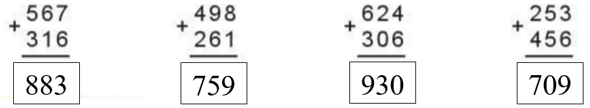 + 567 + 498 + 624 + 253
316 261 306 456
883 759 930 709